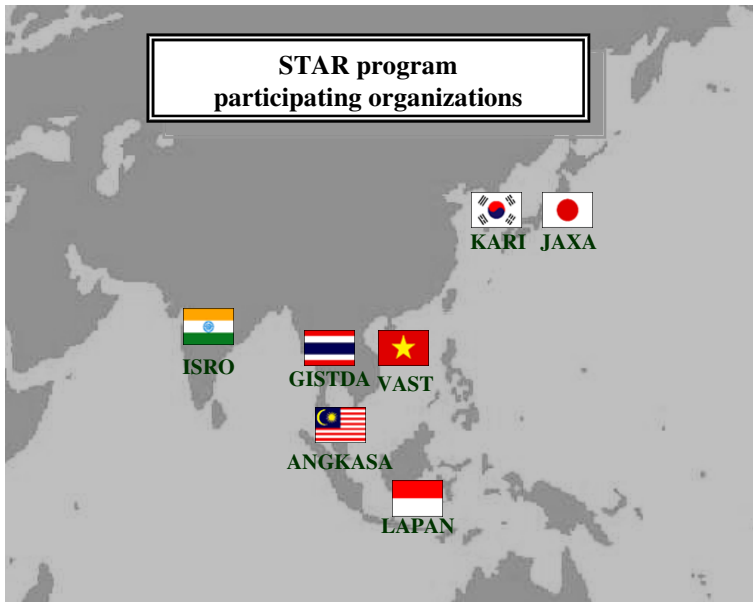 STAR program
participating organizations
KARI JAXA
ISRO
GISTDA VAST
ANGKASA
LAPAN